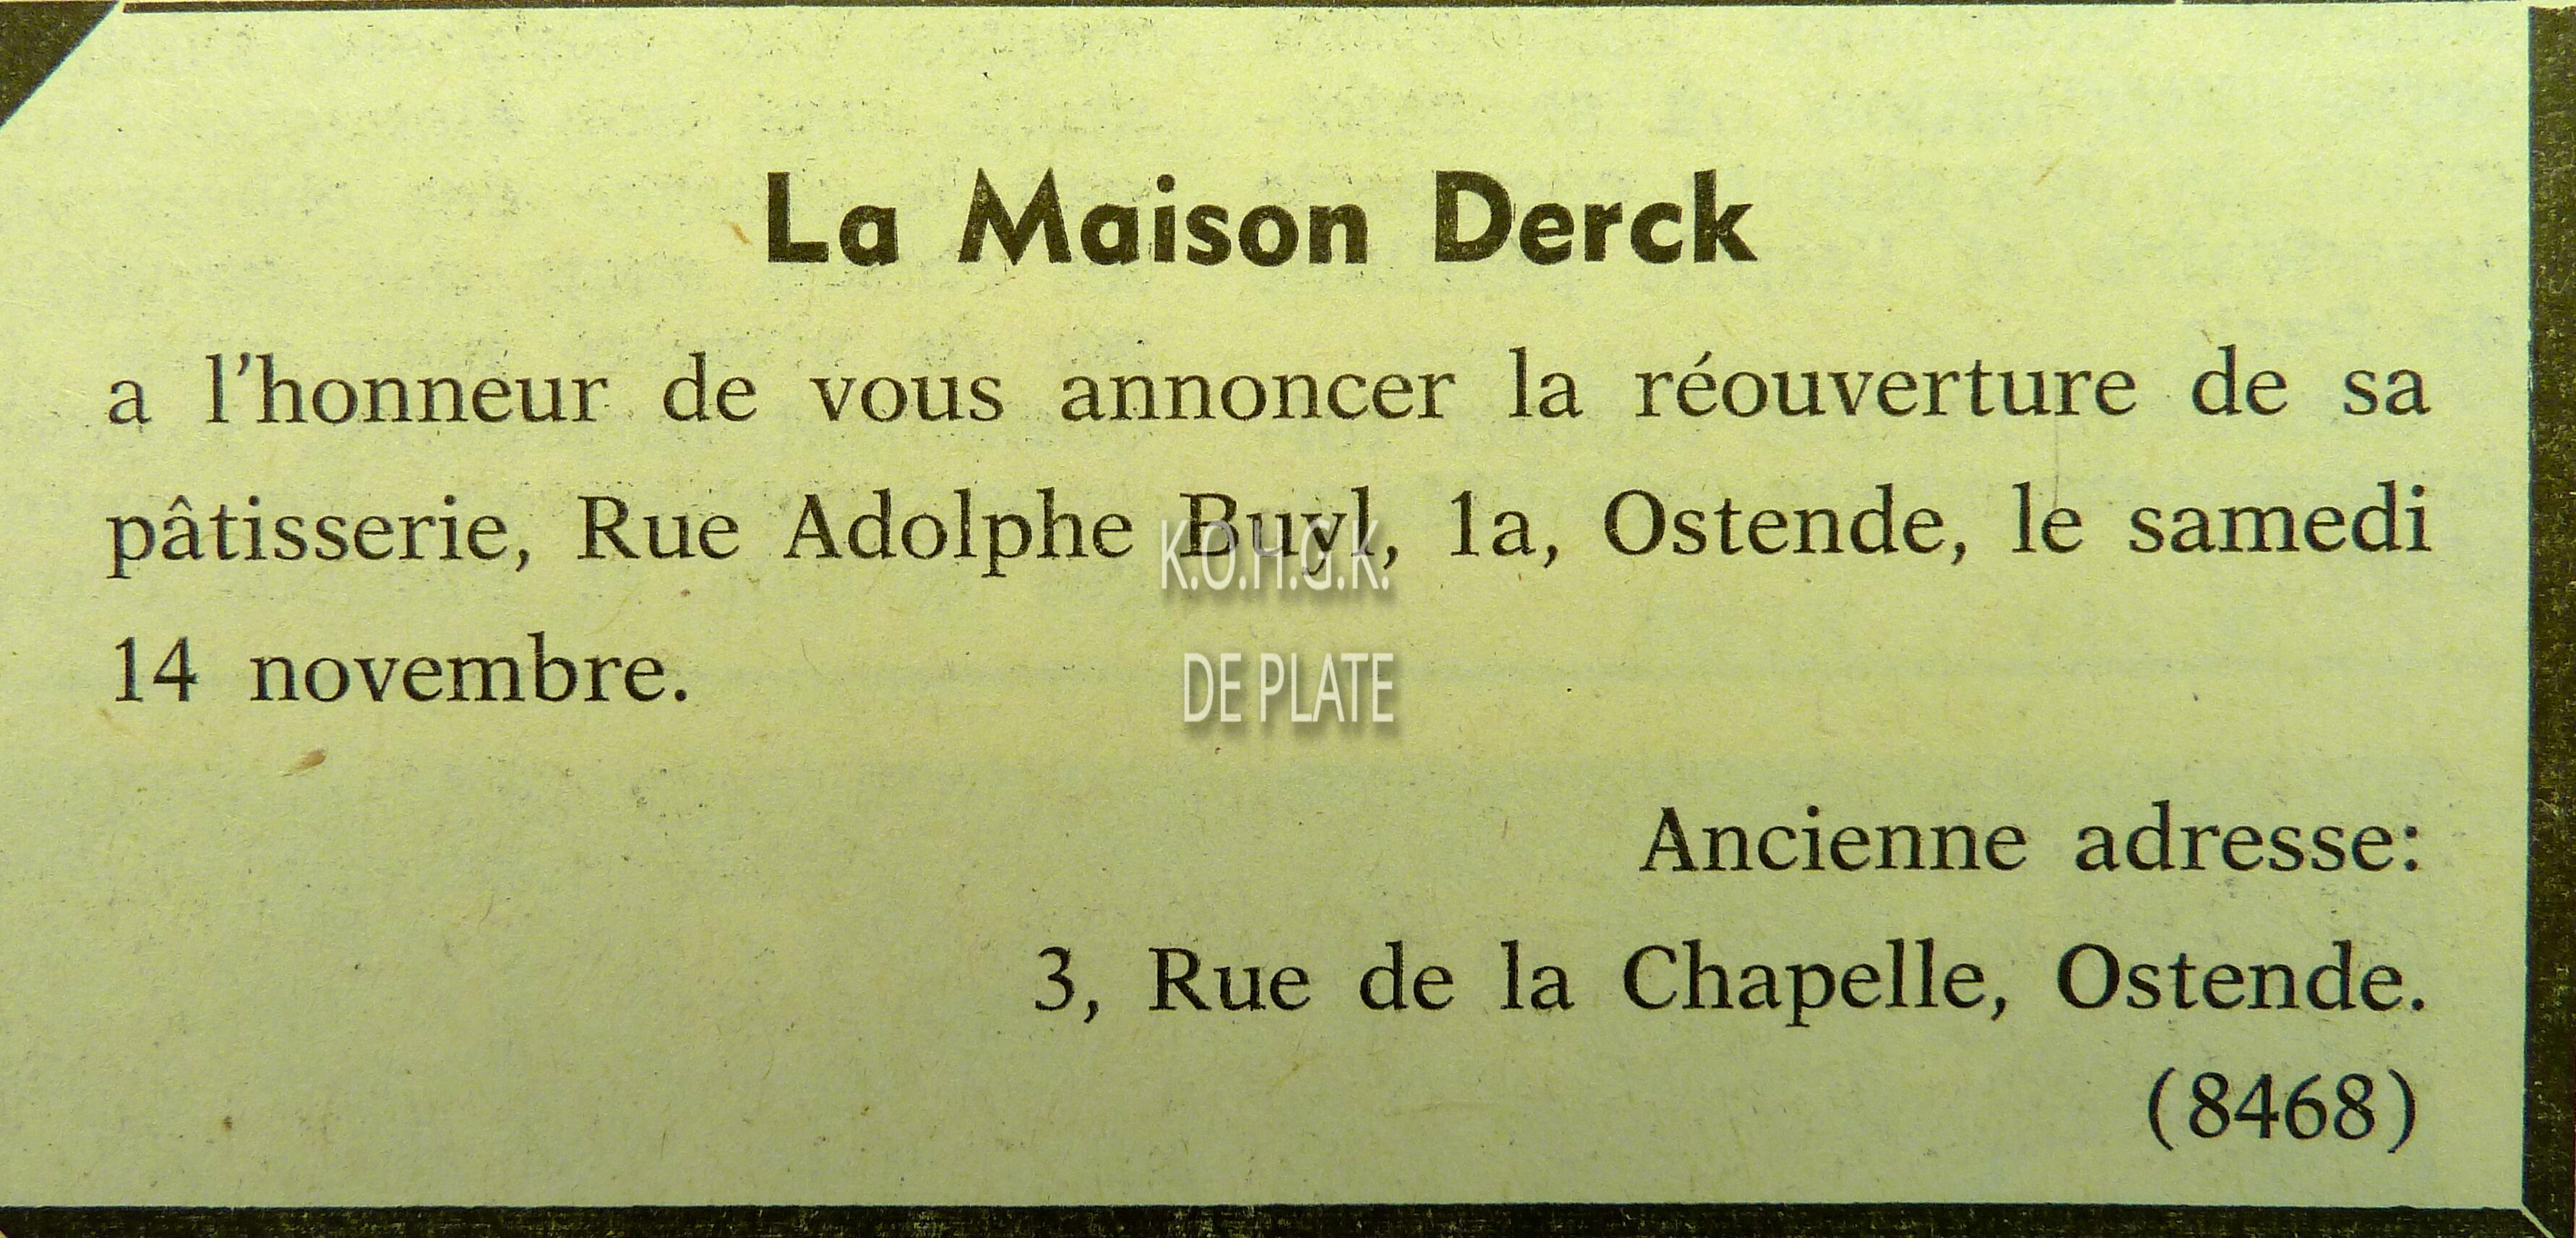 La Maison Derck
a l'honneur de vous annoncer la réouverture de sa
pâtisserie, Rue Adolphe Buyl, 1a, Ostende, le samedi
K.O.H.G.K.
14 novembre.
DE PLATE
Ancienne adresse:
3, Rue de la Chapelle, Ostende.
(8468)